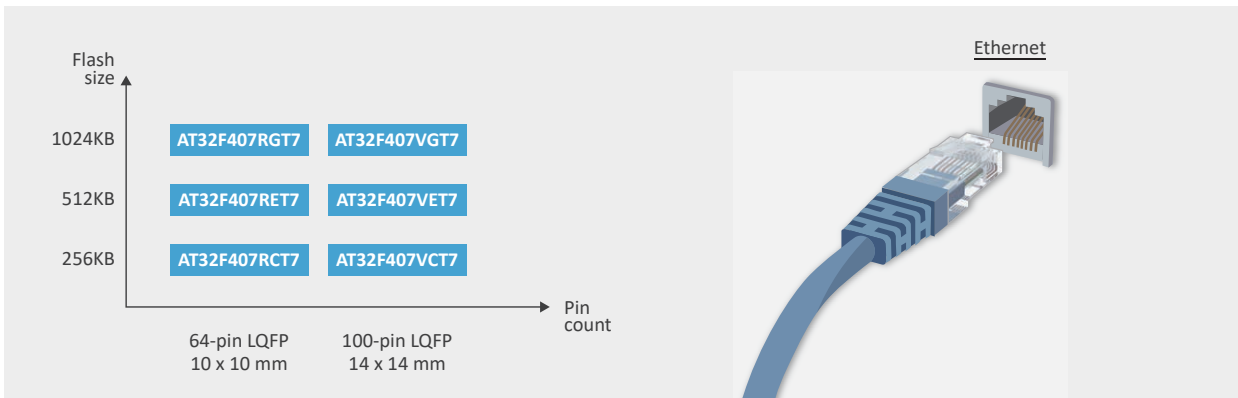 Flash
size
1024KB
AT32F407RGT7
AT32F407VGT7
512KB
AT32F407RET7
AT32F407VET7
256KB
AT32F407RCT7
AT32F407VCT7
Pin
count
64-pin LQFP
10 x 10 mm
100-pin LQFP
14 x 14 mm
Ethernet